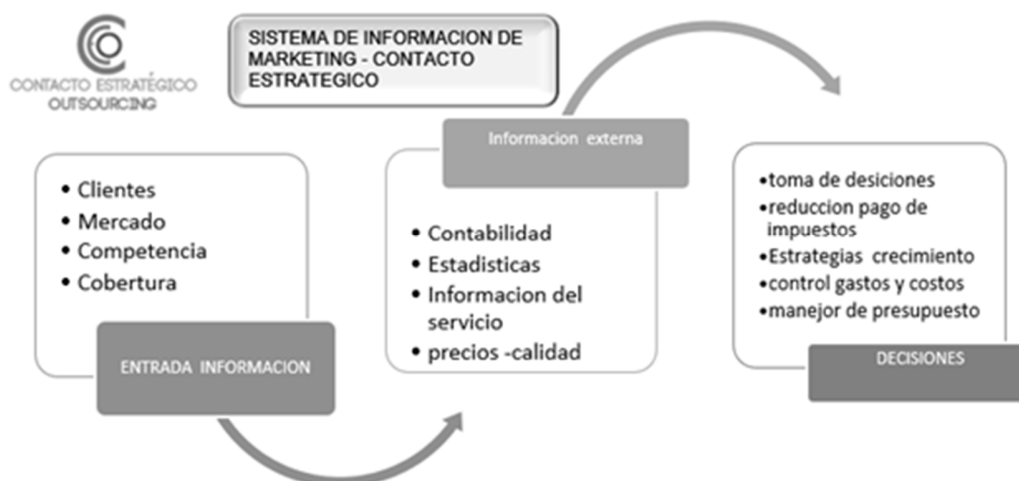 CONTACTO ESTRATÉGICO
OUTSOURCING
SISTEMA DE INFORMACION DE
MARKETING - CONTACTO
ESTRATEGICO
• Clientes
• Mercado
• Competencia
• Cobertura
ENTRADA INFORMACION
Informacion externa
• Contabilidad
• Estadisticas
• Informacion del
servicio
• precios -calidad
•toma de desiciones
•reduccion pago de
impuestos
•Estrategias crecimiento
•control gastos y costos
•manejor de presupuesto
DECISIONES